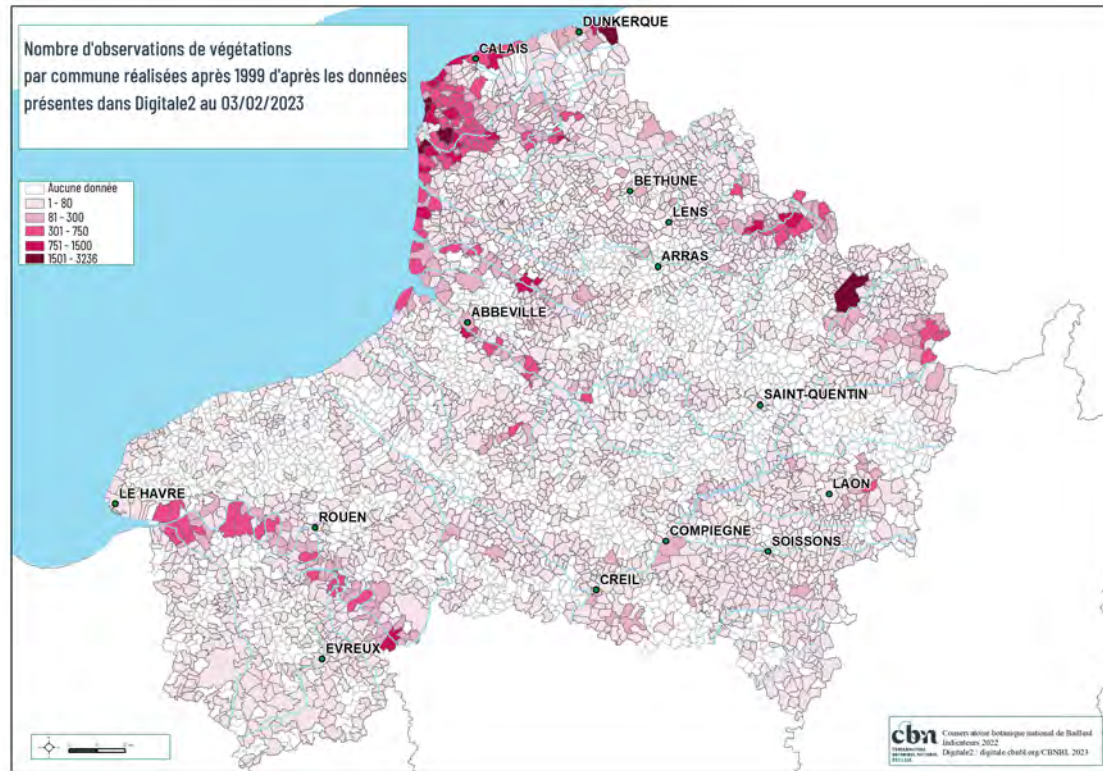 DUNKERQUE
Nombre d'observations de végétations
CALAIS
par commune réalisées après 1999 d'après les données
présentes dans Digitale2 au 03/02/2023
Aucune donnée
1 - 80
81 - 300
301 - 750
751 - 1500
1501 - 3236
BETHUNE
LENS
ARRAS
ABBEVILLE
SAINT-QUENTIN
LE HAVRE
LAON
ROUEN
COMPIEGNE
SOISSONS
CREIL
EVREUX
cbn
CONSERVATOIRE
BOTANIQUE NATIONAL
Conservatoire botanique national de Bailleul
Indicateurs 2022
Digitale2 : digitale.cbnbl.org/CBNBL 2023